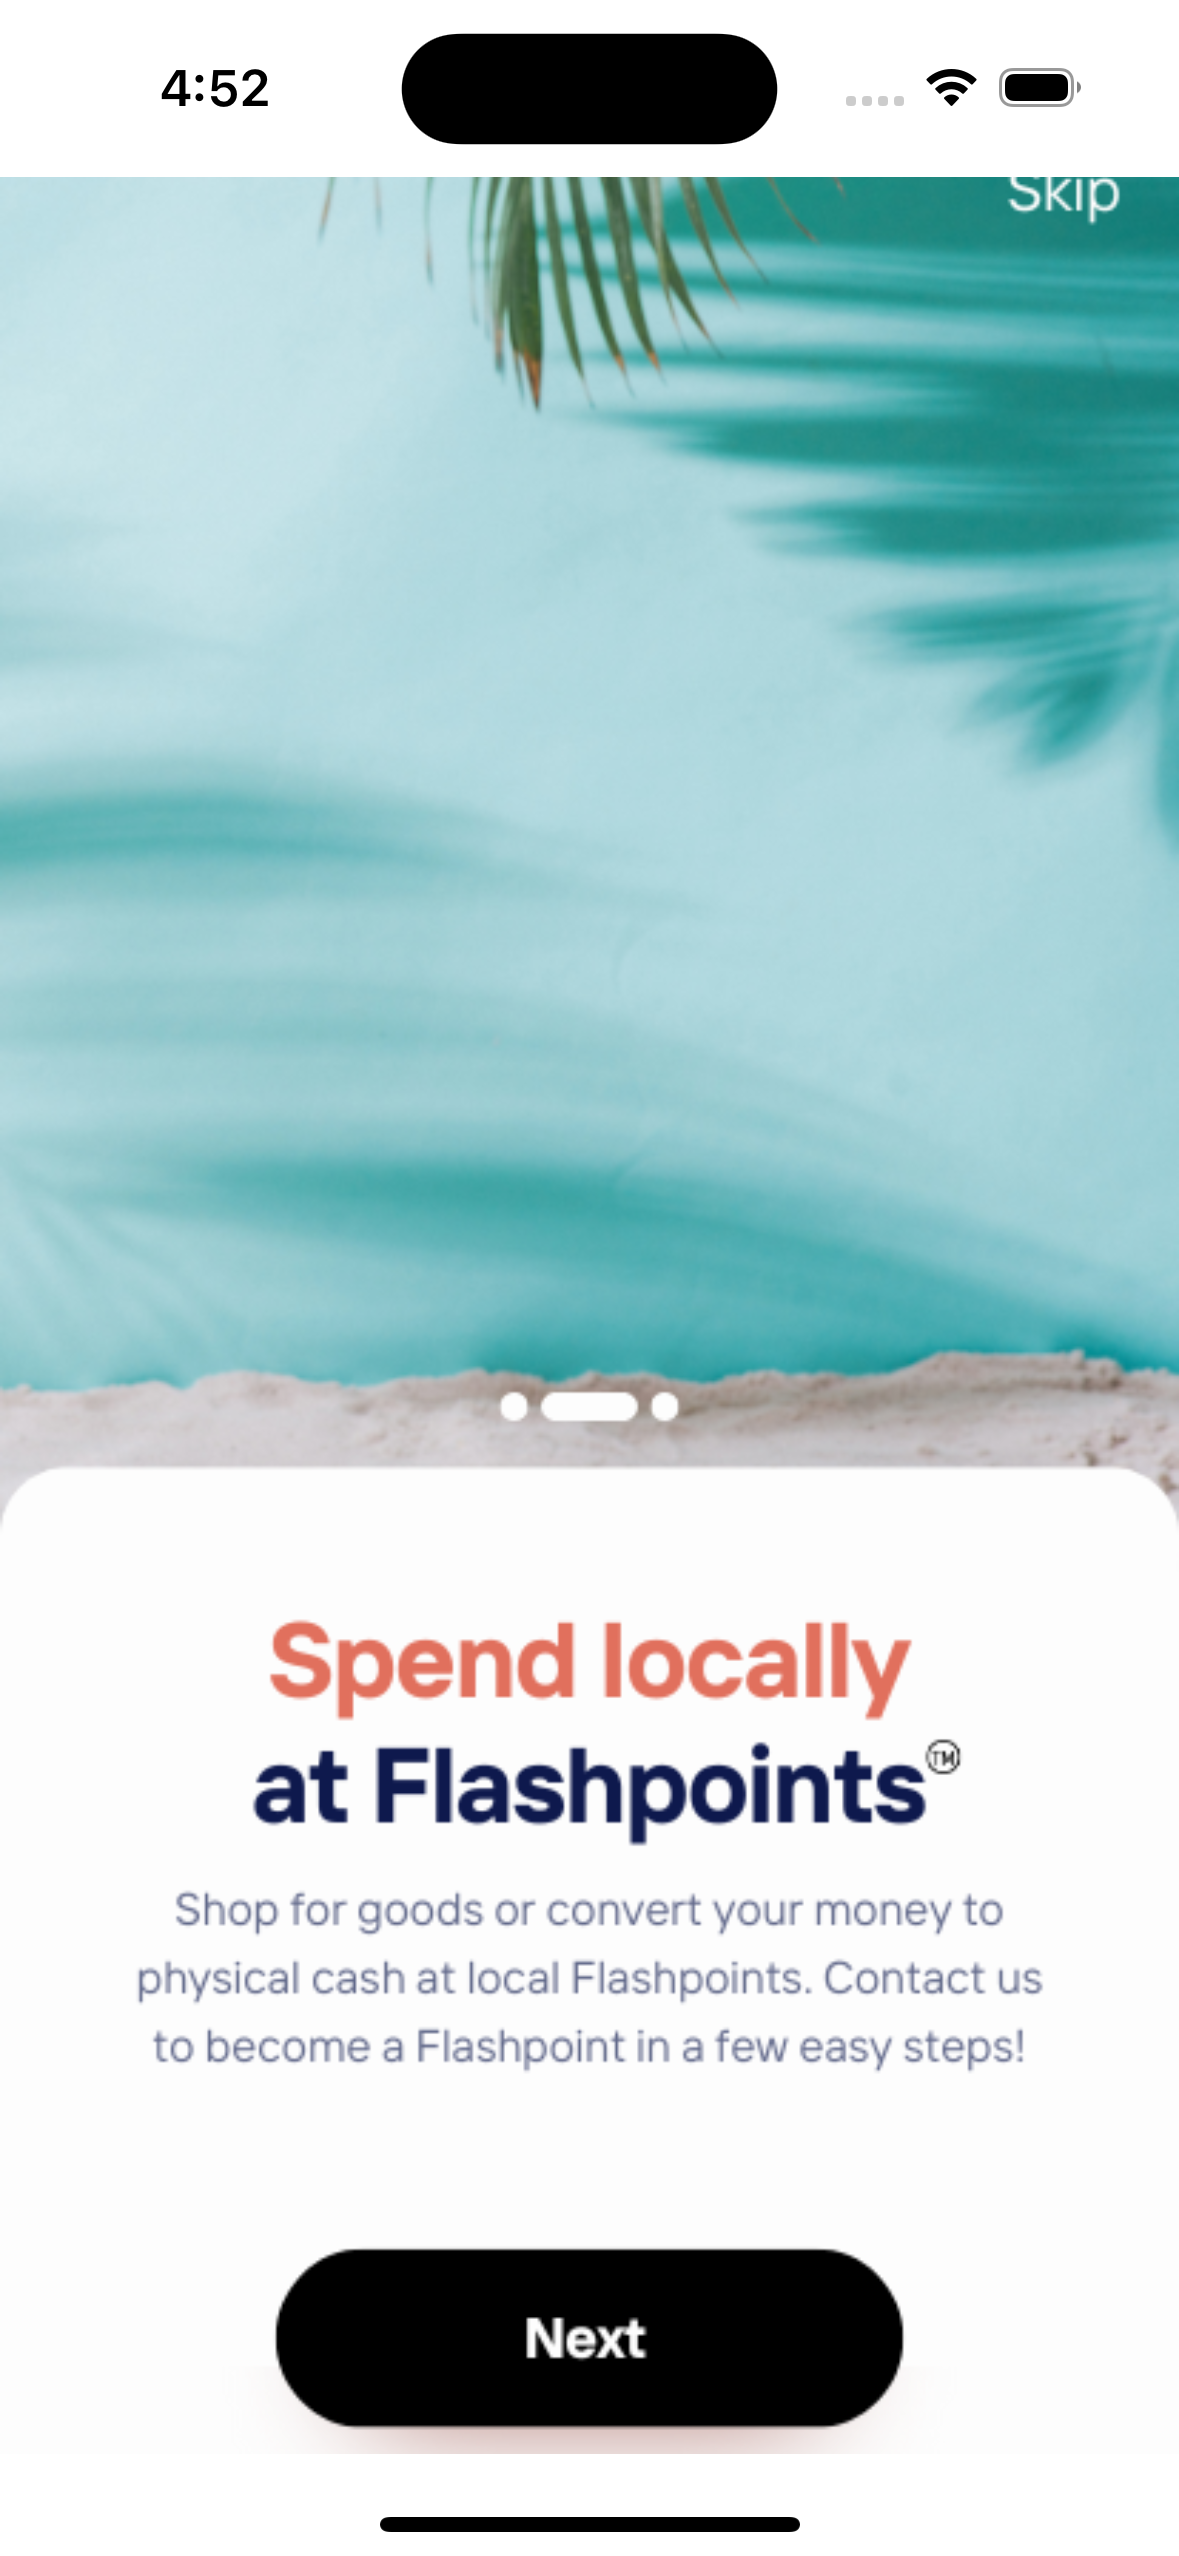 4:52
Skip
Spend locally
at Flashpoints™
Shop for goods or convert your money to
physical cash at local Flashpoints. Contact us
to become a Flashpoint in a few easy steps!
Next